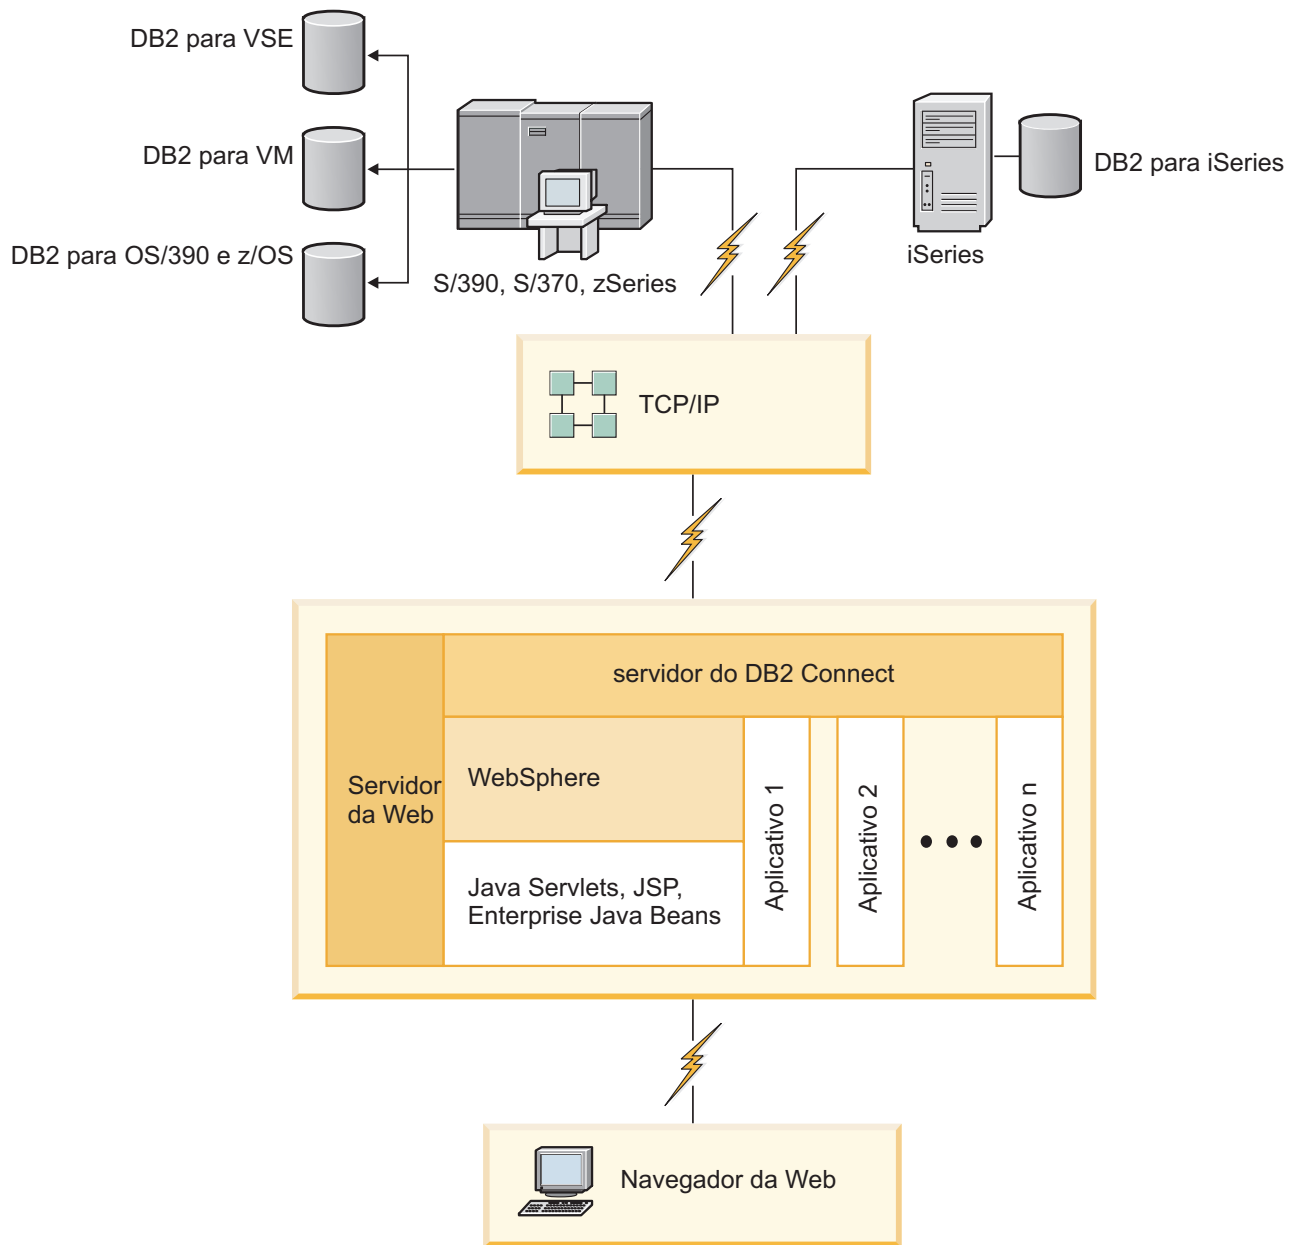 DB2 para VSE
DB2 para VM
DB2 para OS/390 e z/OS
S/390, S/370, zSeries
iSeries
DB2 para iSeries
TCP/IP
servidor do DB2 Connect
Servidor
da Web
WebSphere
Java Servlets, JSP,
Enterprise Java Beans
Aplicativo 1
Aplicativo 2
Aplicativo n
Navegador da Web